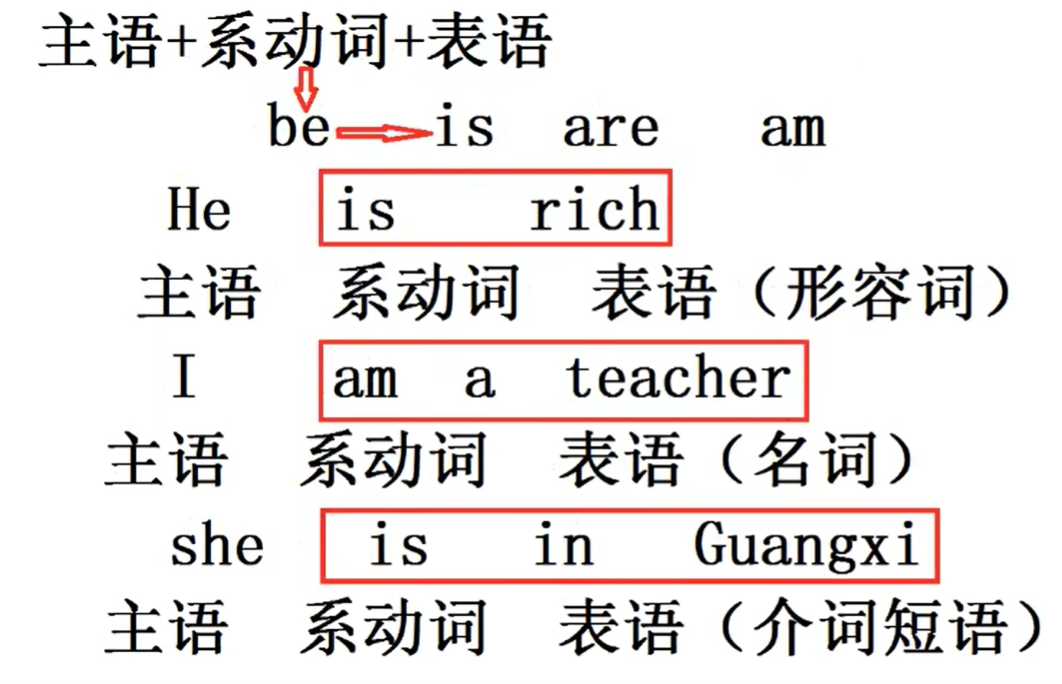 主语+系动词+表语
be is are am
He is rich
主语 系动词 表语（形容词）
I am a teacher
主语 系动词 表语（名词）
she is in Guangxi
主语 系动词 表语（介词短语）